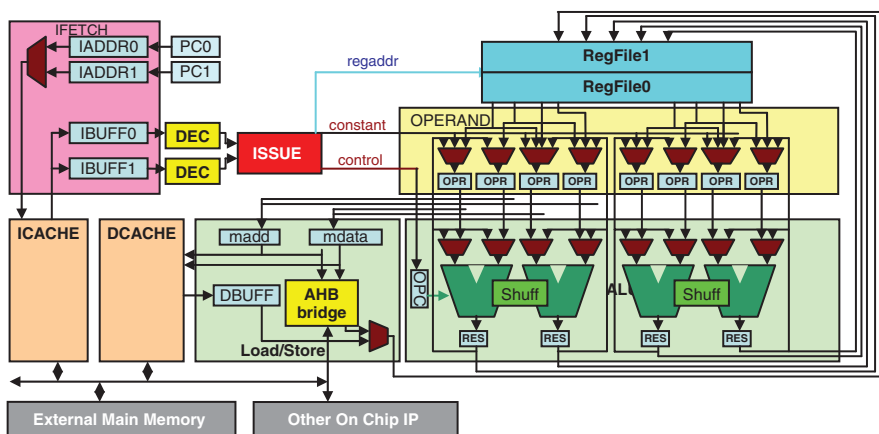 IFETCH
IADDR0
PC0
IADDR1
PC1
regaddr
RegFile1
RegFile0
IBUFF0
DEC
constant
OPERAND
ISSUE
IBUFF1
DEC
control
OPR
OPR
OPR
OPR
OPR
OPR
OPR
OPR
ICACHE
DCACHE
madd
mdata
DBUFF
AHB
bridge
OPC
Shuff
ALU
Shuff
RES
RES
RES
RES
Load/Store
External Main Memory
Other On Chip IP